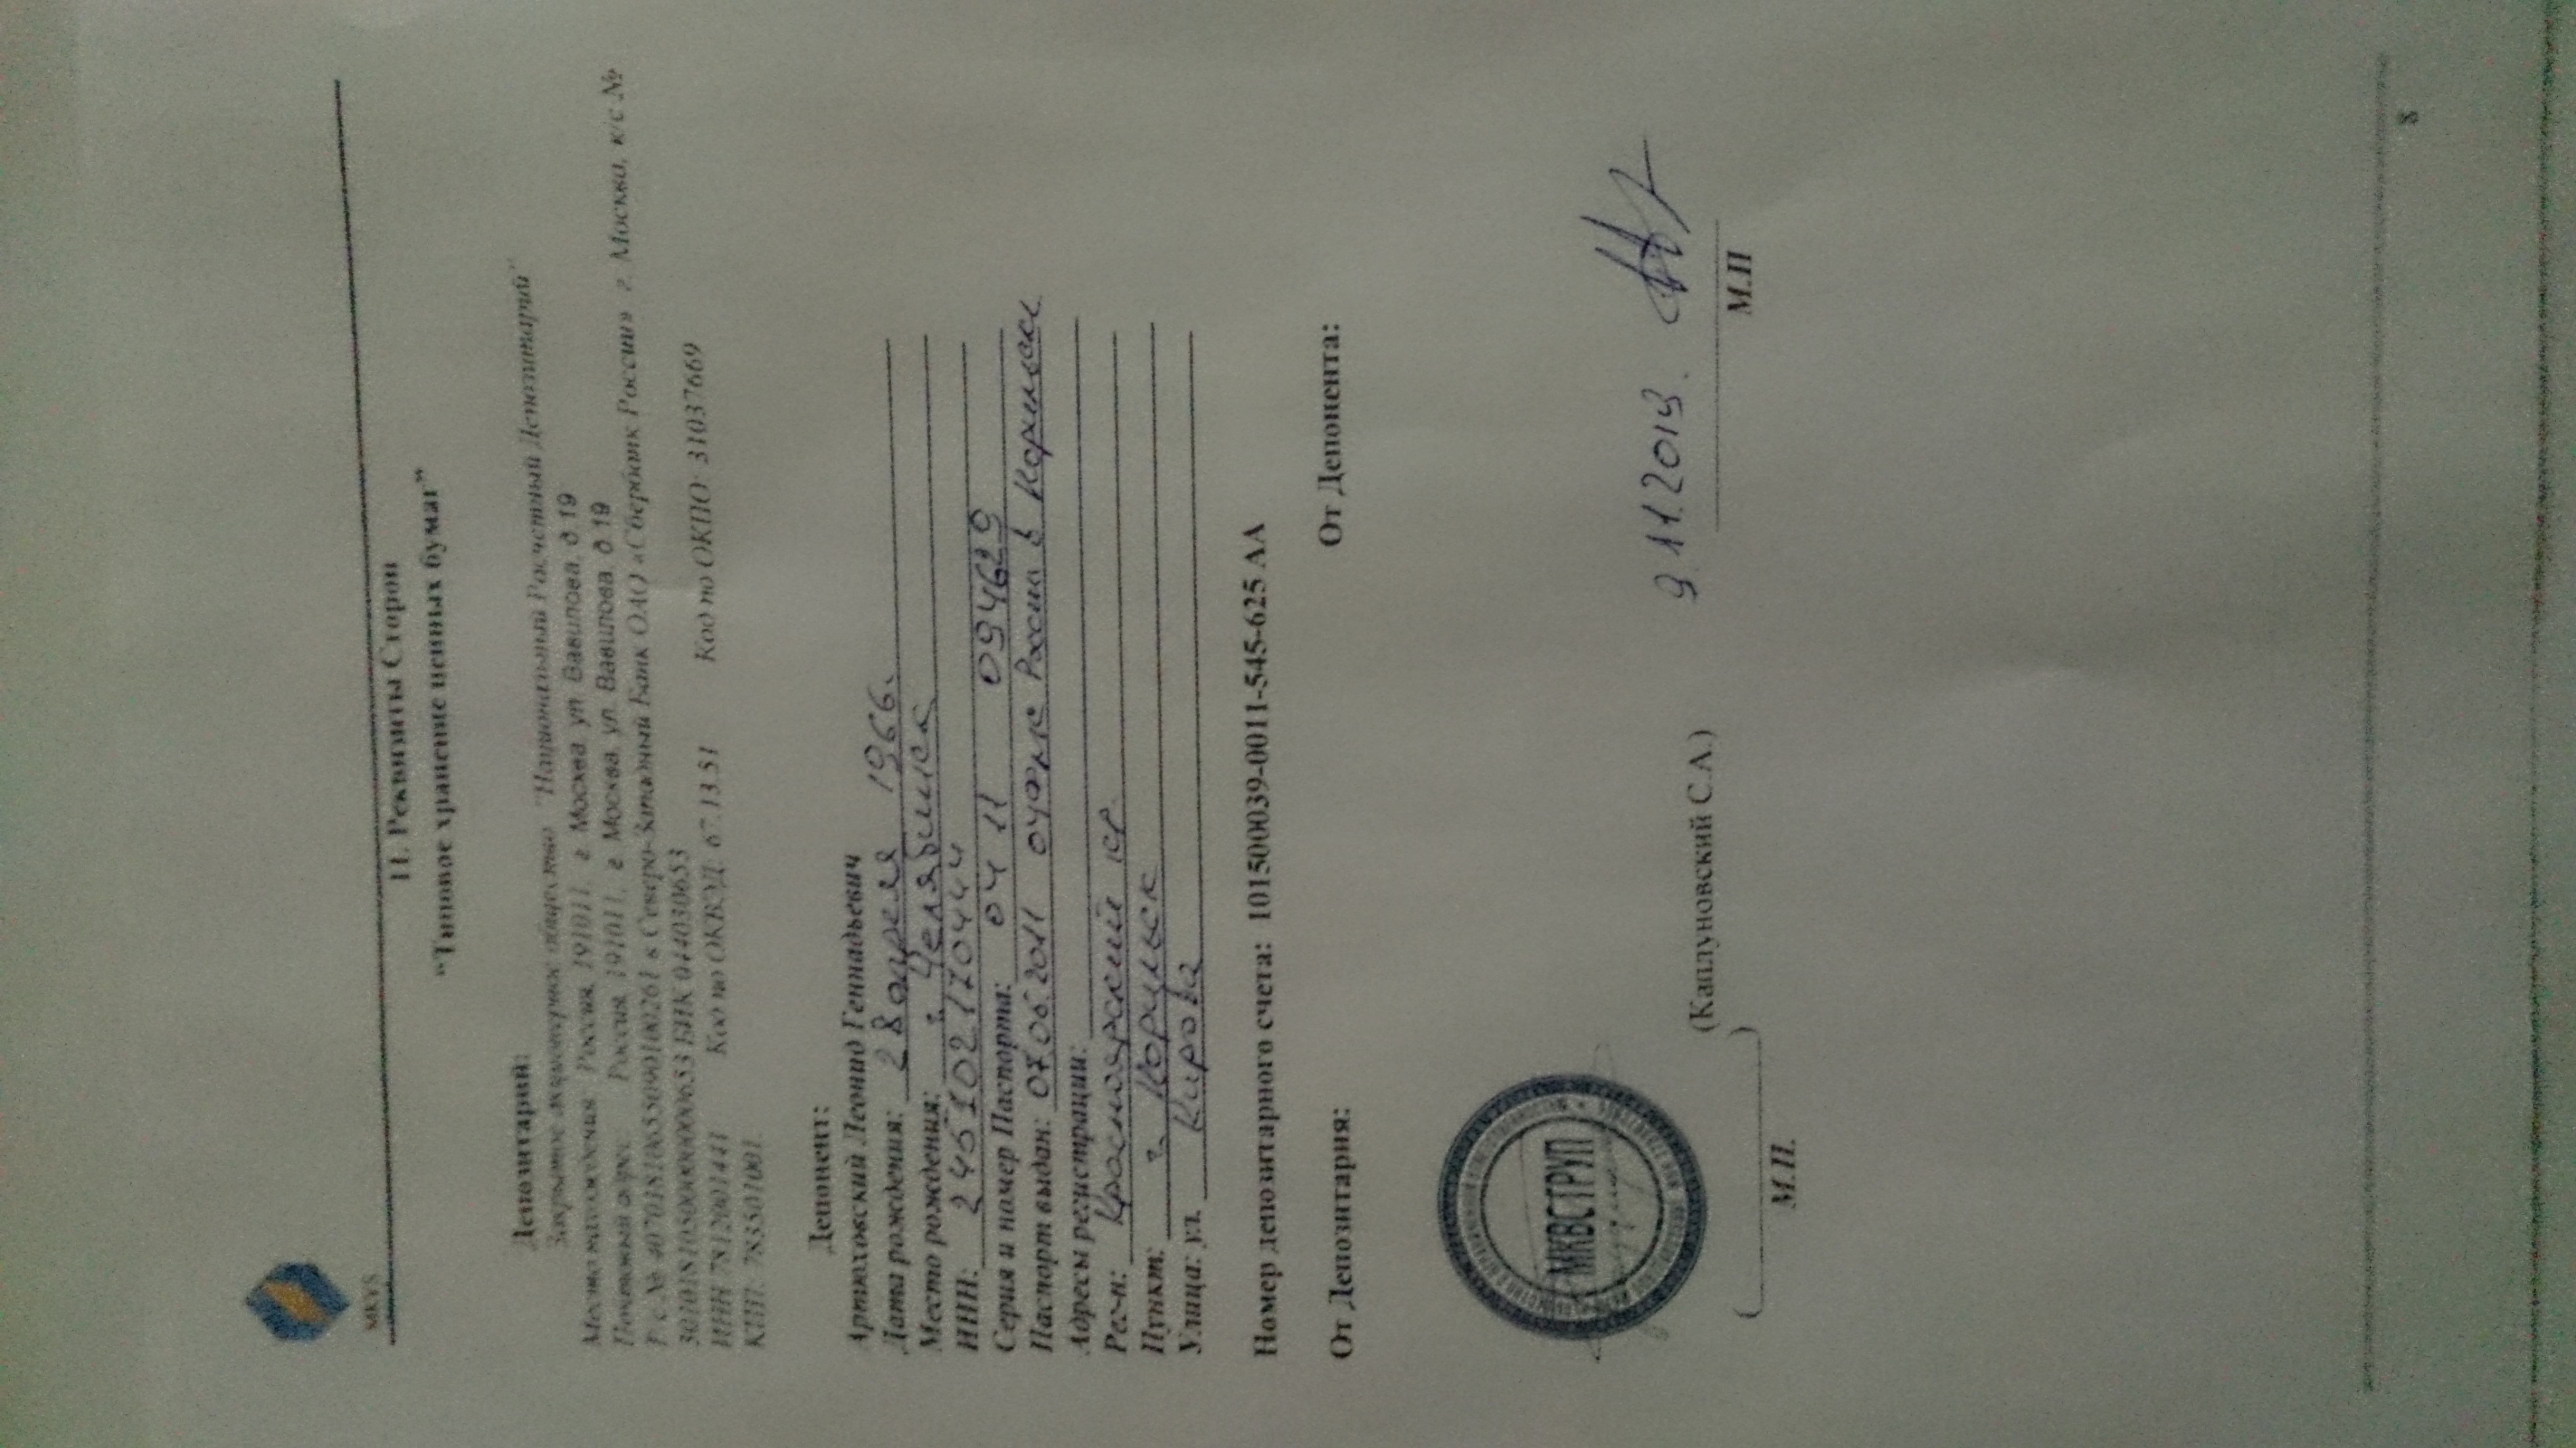 MKVS
11. Реквизиты Сторон
“Типовое хранение ценных бумаг”
Депозитарий:
Закрытое акционерное общество "Национальный Расчетный Депозитарий"
Место нахождения: Россия, 191011, г. Москва, ул. Вавилова, д.19
Почтовый адрес: Россия, 191011, г. Москва, ул. Вавилова, д.19
Р/с № 40701810655090100261 в Северо-Западный Банк ОАО «Сбербанк России» г. Москва, к/с №
30101810500000000653 БИК 044030653
ИНН 7812001441 Код по ОКВЭД: 67.13.51 Код по ОКПО: 31037669
КПП: 783501001.
Депонент:
Артюховский Леонид Геннадьевич
Дата рождения: 28 апреля 1966.
Место рождения: г. Челябинск
ИНН: 245102170444
Серия и номер Паспорта: 04 11 094629
Паспорт выдан: 07.06.2011 России в Норильске
Адресы регистрации:
Рег-н: Красноярский кр.
Пункт: г. Норильск
Улица: ул. Кирова
Номер депозитарного счета: 101500039-0011-545-625 АА
От Депозитария: От Депонента:
МКВСТРУП
(Каплуновский С.А.) 9.11.2019.
М.П
М.П.
8